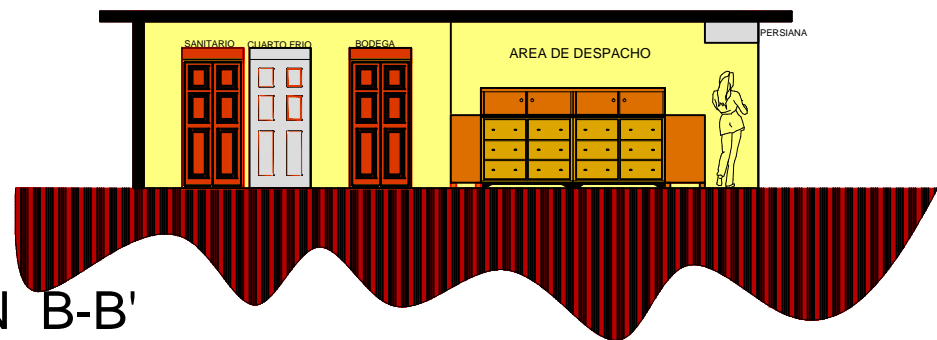 PERSIANA
SANITARIO CUARTO FRIO BODEGA
AREA DE DESPACHO
B-B'